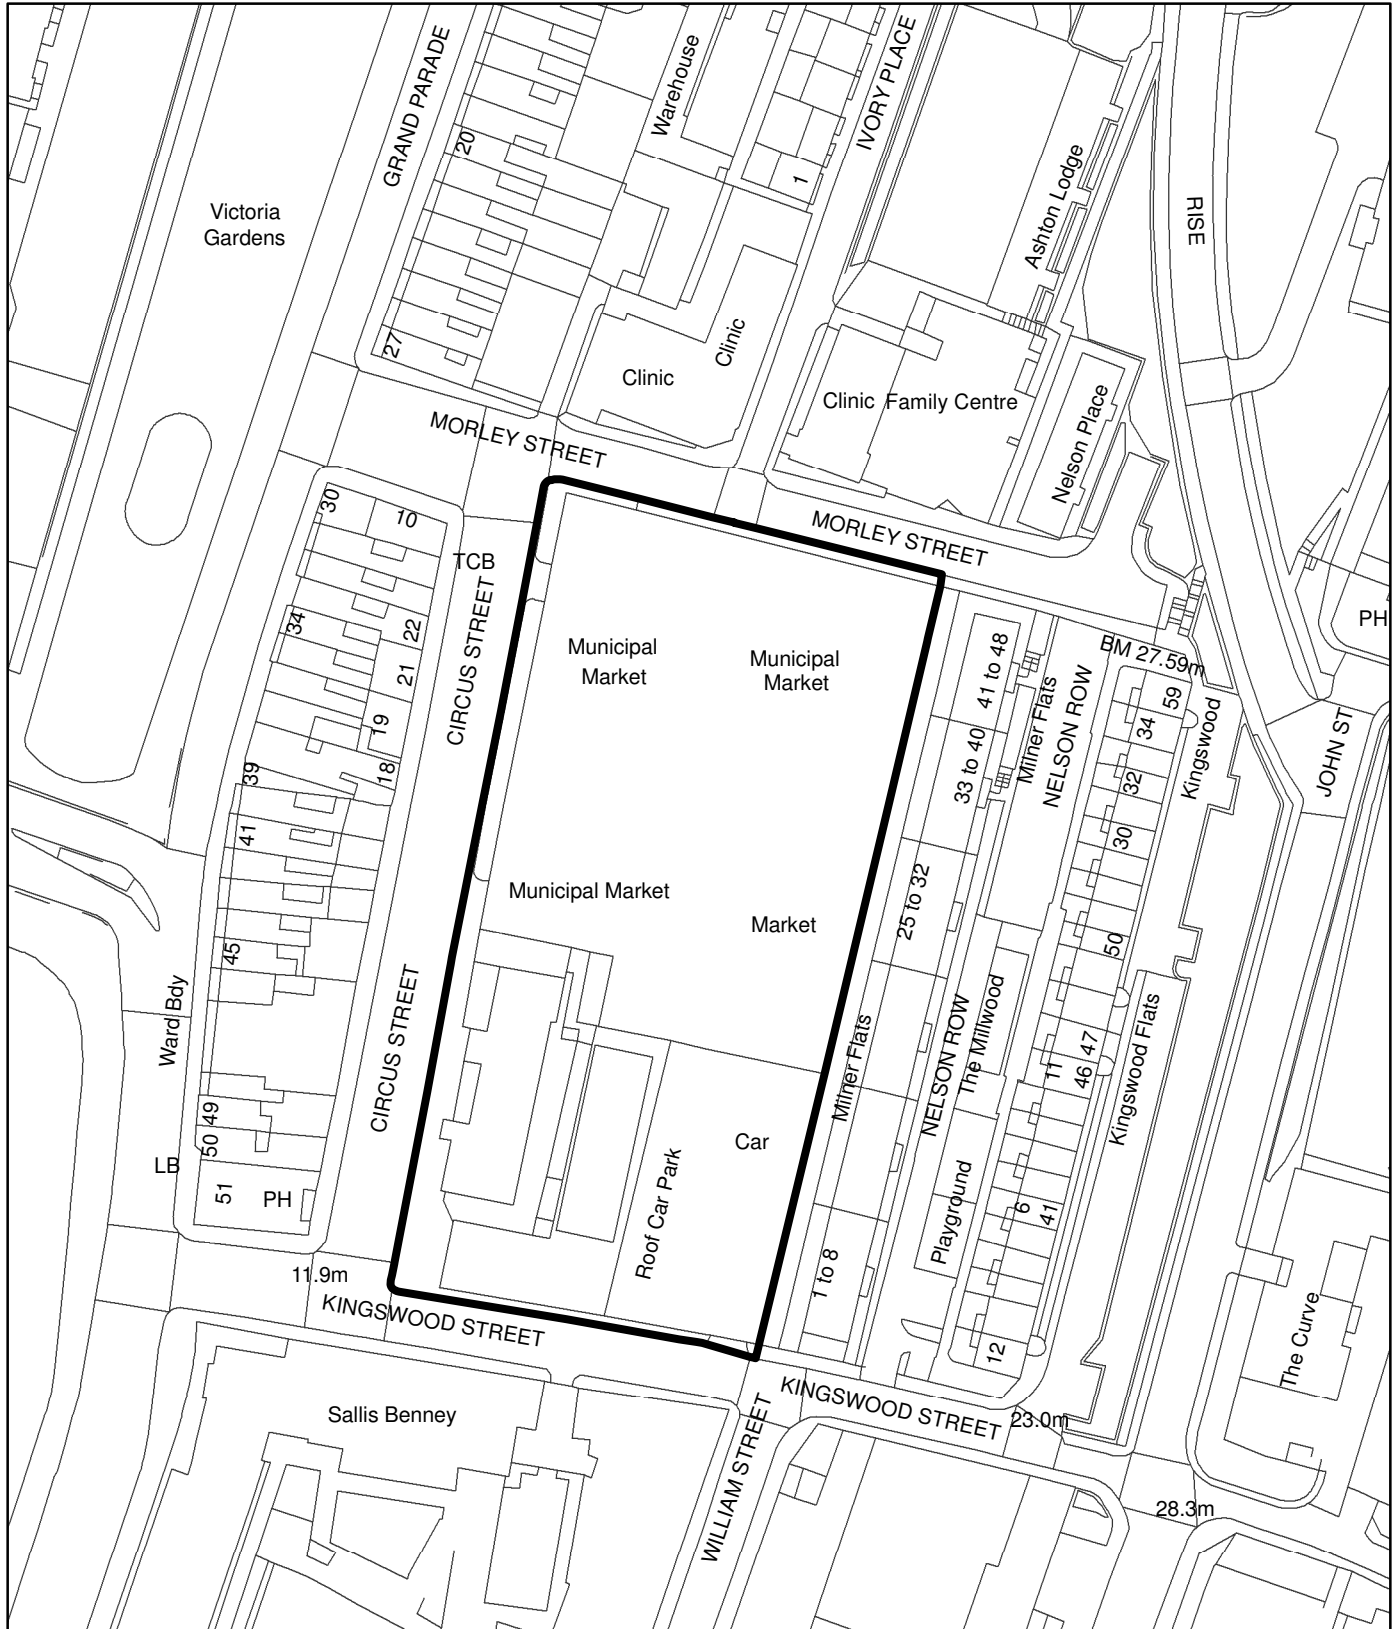 GRAND PARADE
20
Warehouse
1
IVORY PLACE
Ashton Lodge
RISE
Victoria
Gardens
27
Clinic
Clinic
Clinic
Family Centre
Nelson Place
MORLEY STREET
MORLEY STREET
30
10
TCB
34
22
21
19
18
CIRCUS STREET
Municipal
Market
Municipal
Market
41 to 48
33 to 40
Milner Flats
NELSON ROW
BM 27.59m
59
34
32
30
Kingswood
PH
JOHN ST
39
41
45
Municipal Market
Market
25 to 32
50
Ward Bdy
CIRCUS STREET
Milner Flats
NELSON ROW
The Millwood
11
46
47
Kingswood Flats
49
50
51
LB
PH
Car
Roof Car Park
Playground
6
41
1 to 8
12
11.9m
KINGSWOOD STREET
The Curve
Sallis Benney
WILLIAM STREET
KINGSWOOD STREET
23.0m
28.3m